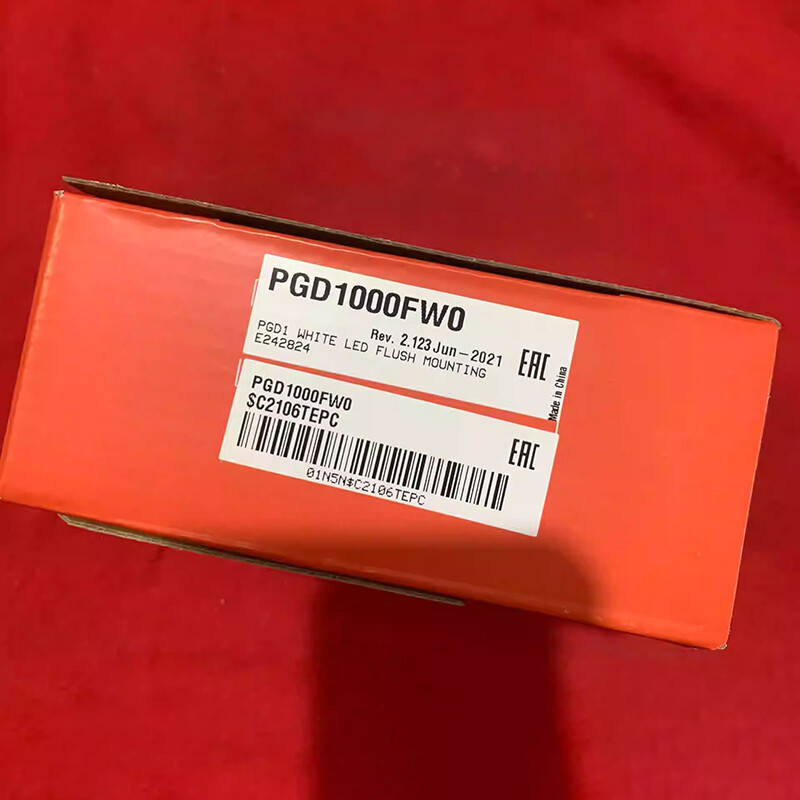 PGD1000FW0
Rev. 2.123 Jun-2021
PGD1 WHITE LED FLUSH MOUNTING
E242824
EAC
Made in China
PGD1000FW0
$C2106TEPC
EAC
01N5N$C2106TEPC